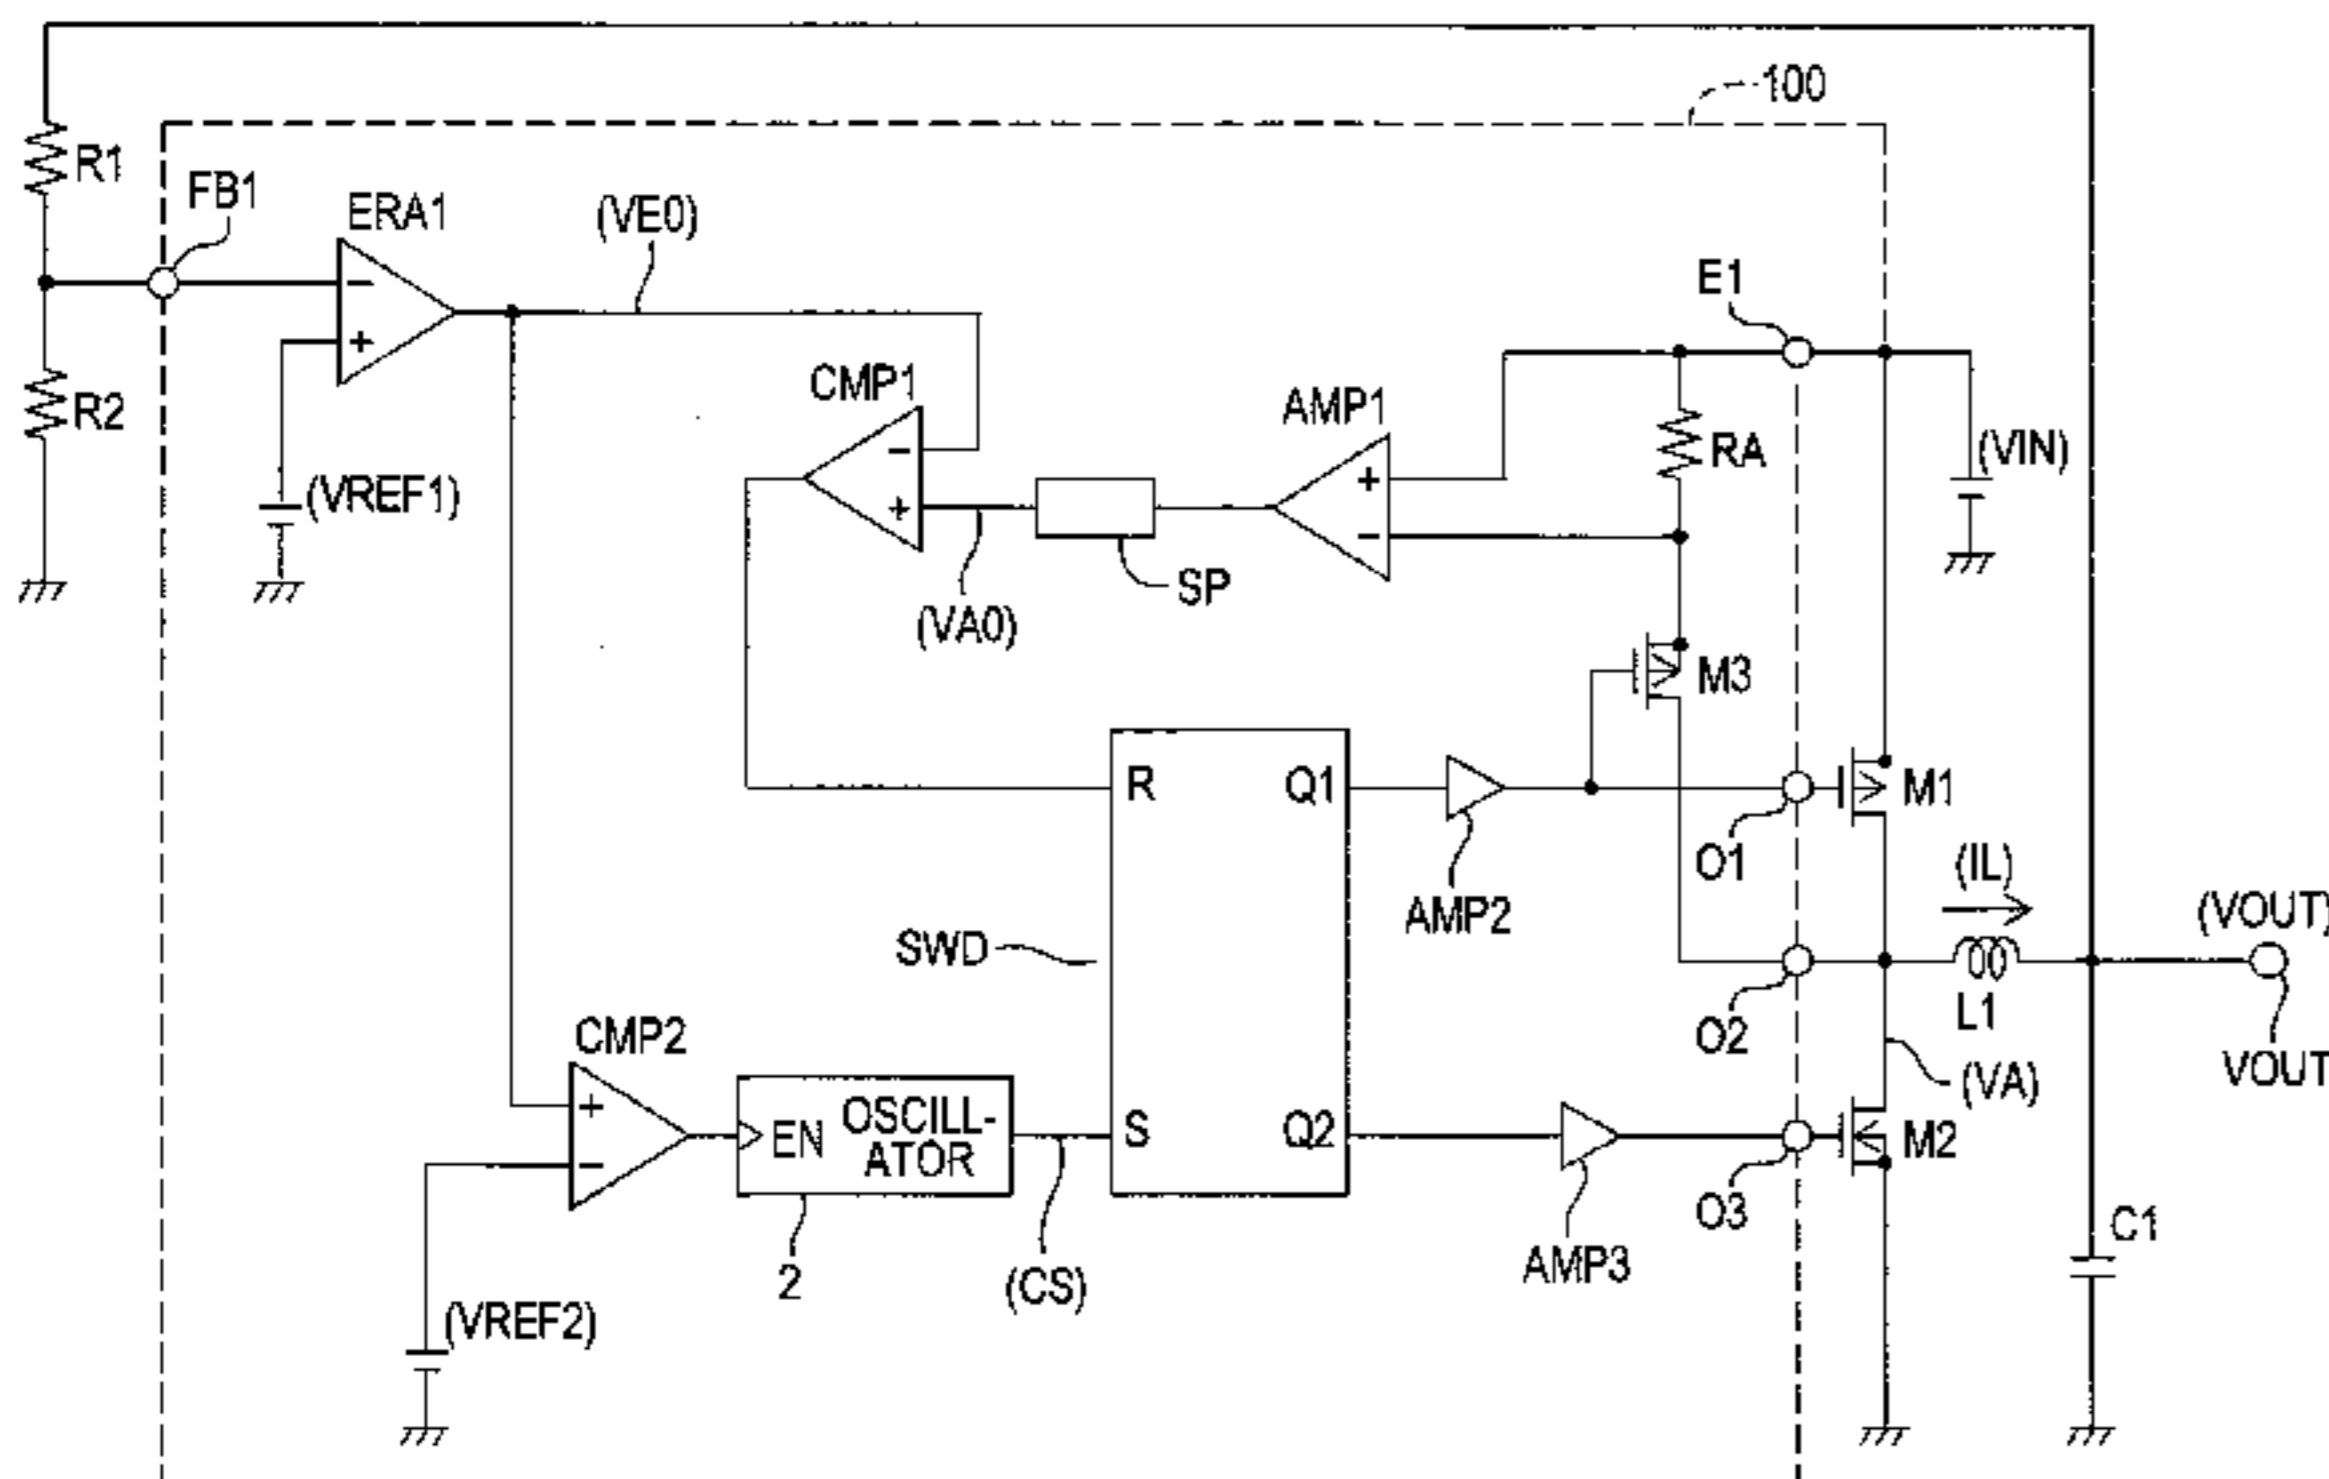 100
R1
FB1
ERA1
(VE0)
E1
CMP1
AMP1
R2
RA
(VIN)
(VREF1)
-
+
-
+
+
-
SP
(VA0)
M3
R
Q1
M1
O1
(IL)
AMP2
(VOUT)
SWD
L1
O2
CMP2
VOUT
(VA)
+
-
EN
OSCILL-
ATOR
S
Q2
M2
O3
C1
2
(CS)
AMP3
(VREF2)